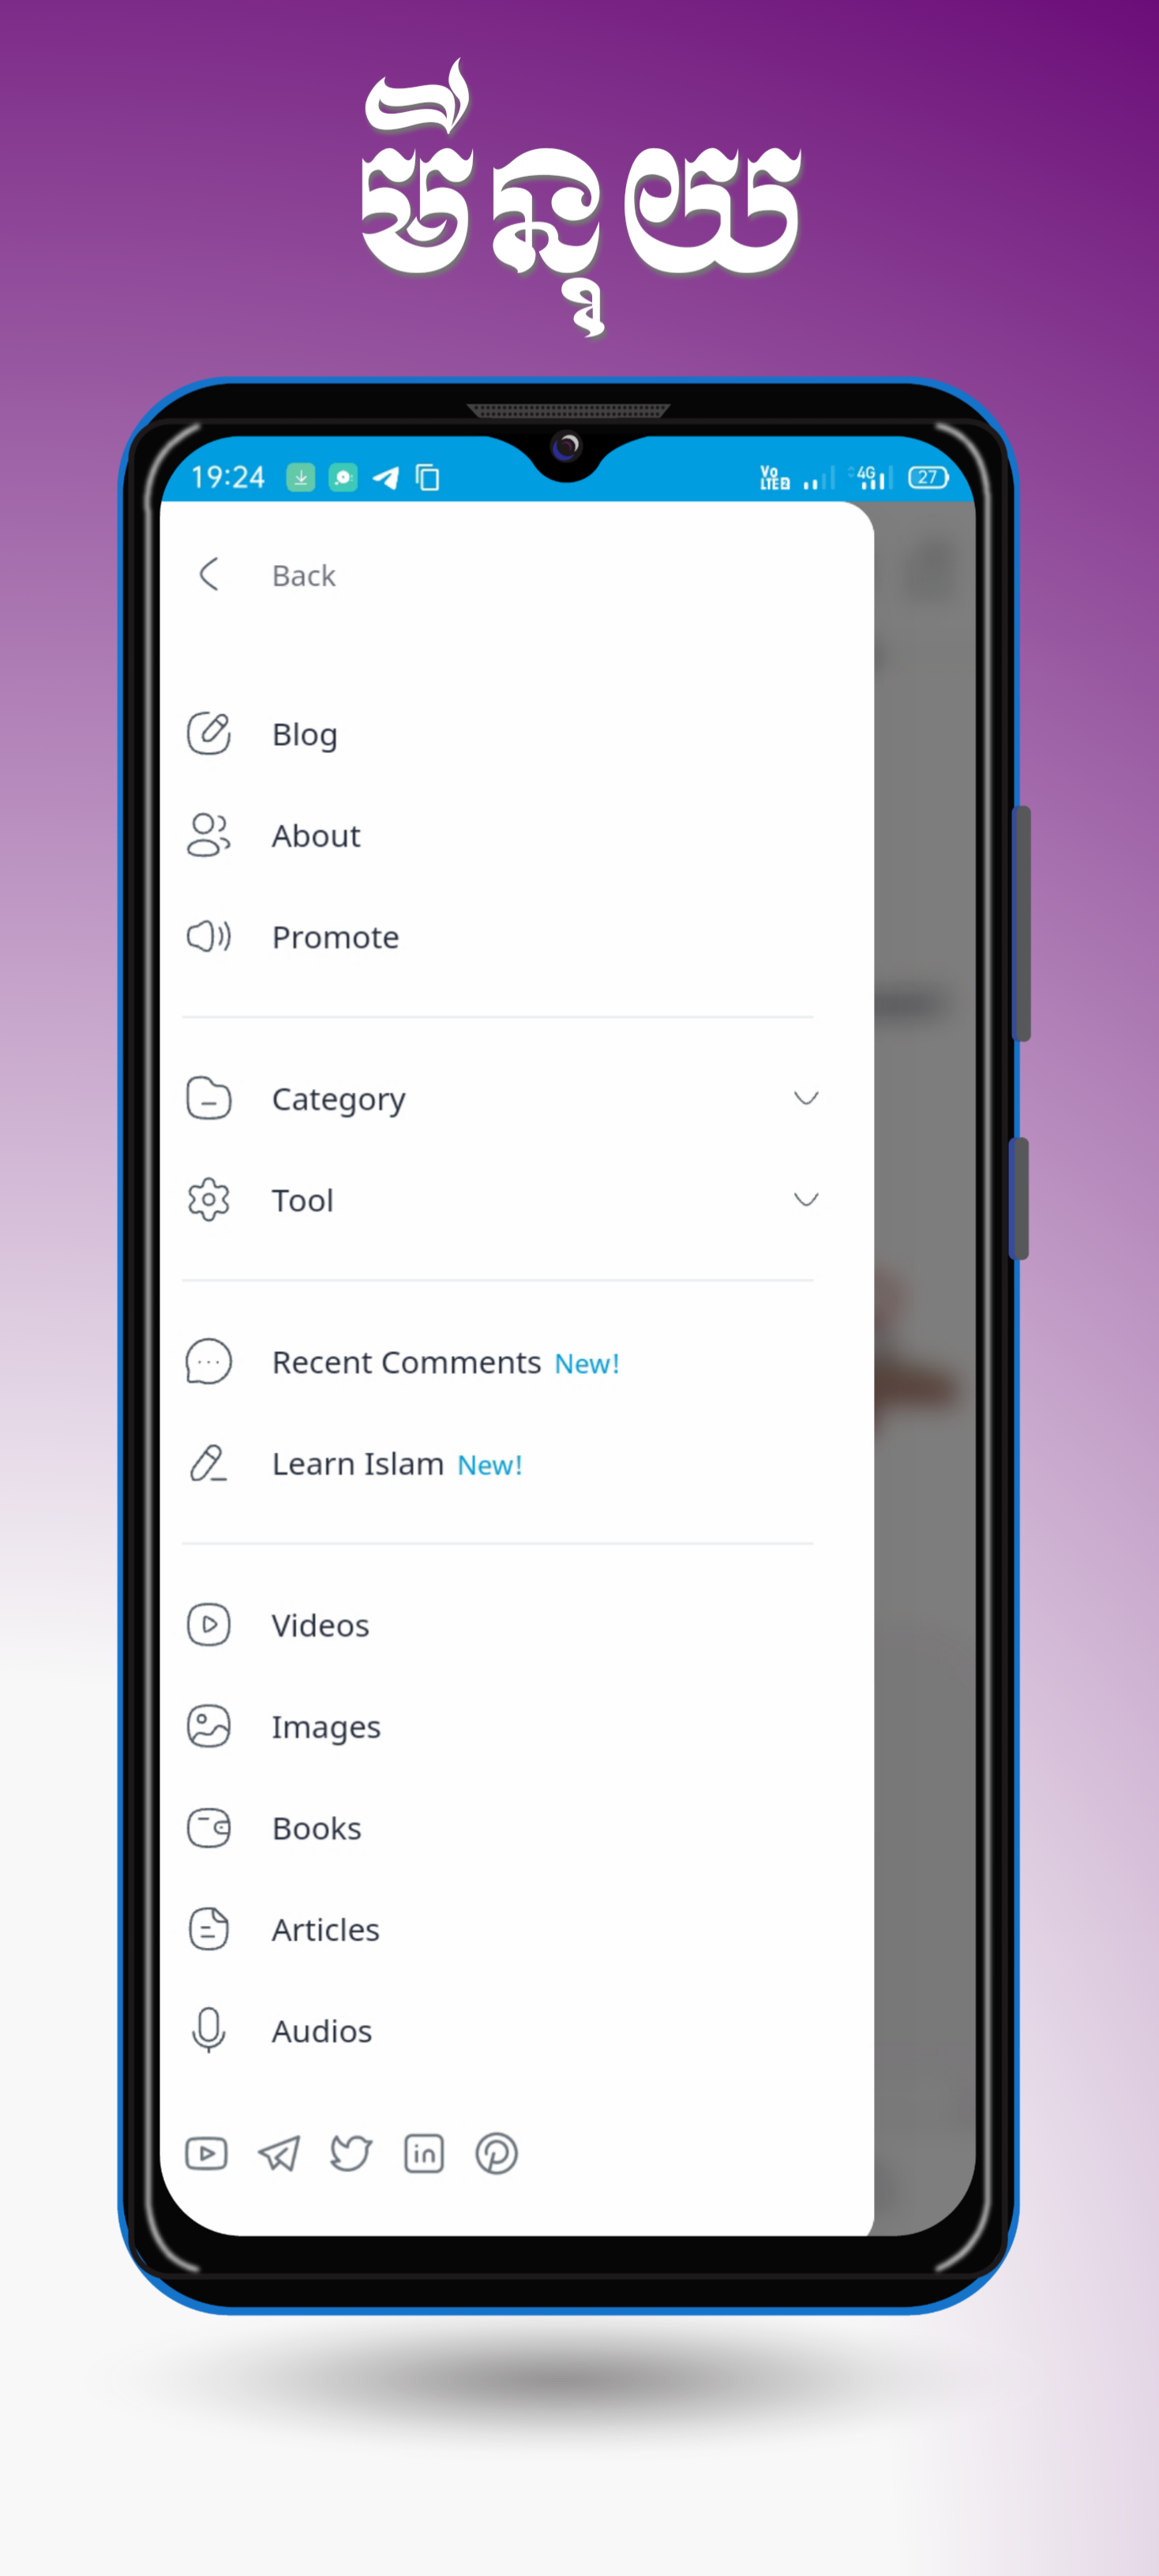 មីនុយ
19:24
Vo LTE2 4G 27
Back
Blog
About
Promote
Category
Tool
Recent Comments New!
Learn Islam New!
Videos
Images
Books
Articles
Audios